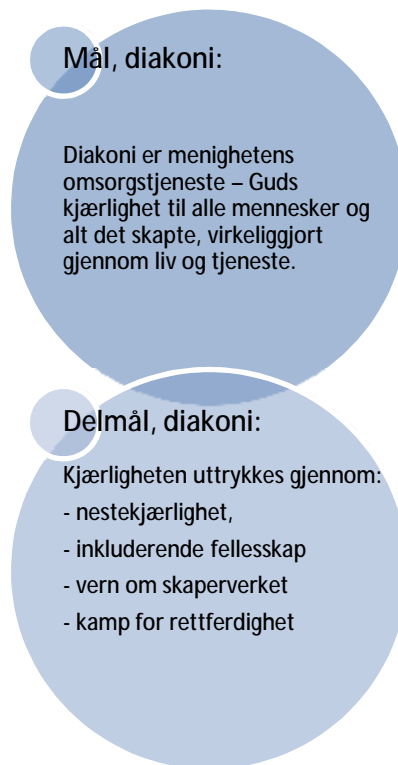 Mål, diakoni:
Diakoni er menighetens
omsorgstjeneste – Guds
kjærlighet til alle mennesker og
alt det skapte, virkeliggjort
gjennom liv og tjeneste.
Delmål, diakoni:
Kjærligheten uttrykkes gjennom:
- nestekjærlighet,
- inkluderende fellesskap
- vern om skaperverket
- kamp for rettferdighet